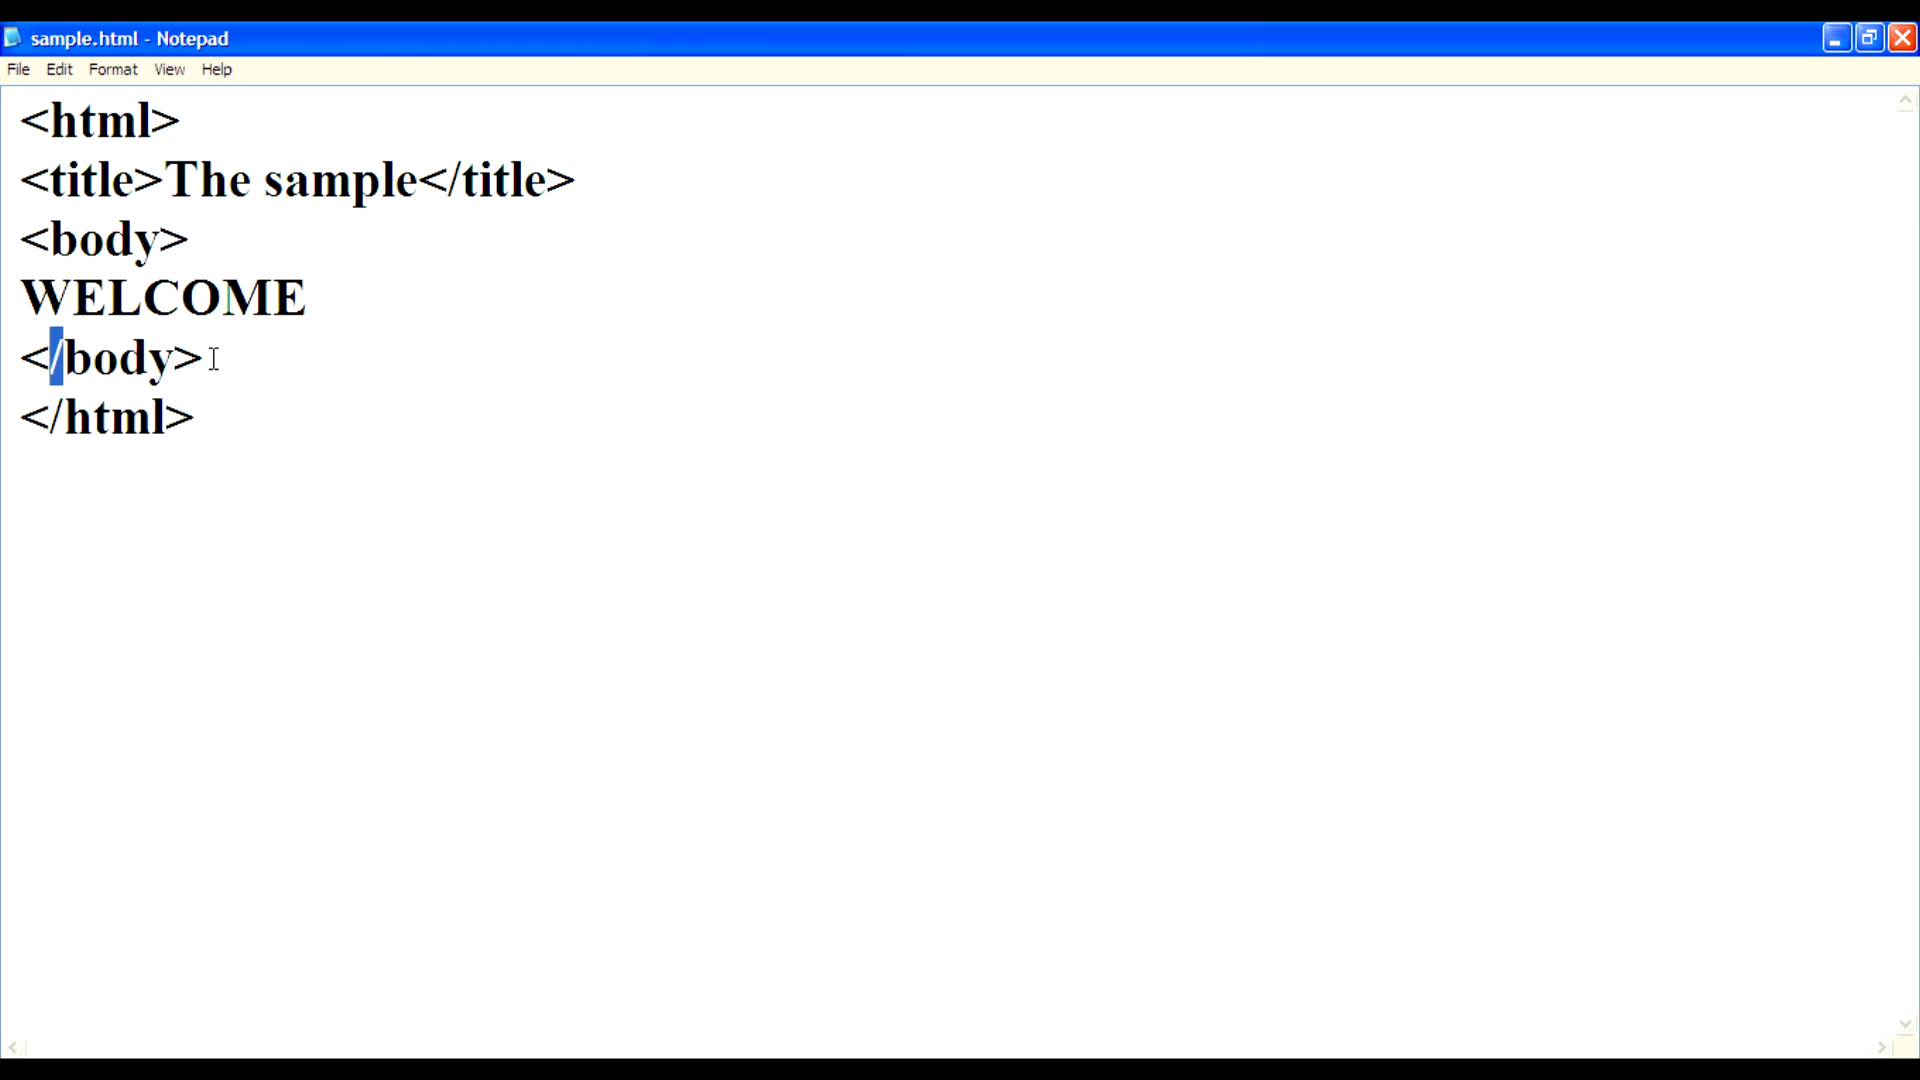 sample.html - Notepad
File Edit Format View Help
<html>
<title>The sample</title>
<body>
WELCOME
</body>
</html>